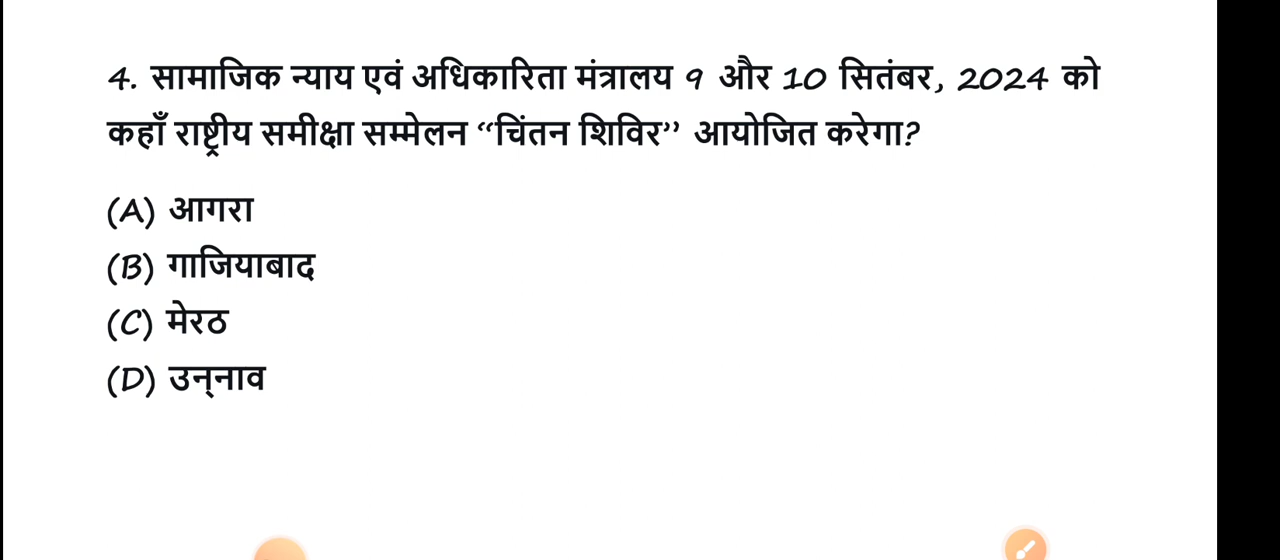 4. सामाजिक न्याय एवं अधिकारिता मंत्रालय 9 और 10 सितंबर, 2024 को
कहाँ राष्ट्रीय समीक्षा सम्मेलन “चिंतन शिविर” आयोजित करेगा?
(A) आगरा
(B) गाजियाबाद
(C) मेरठ
(D) उन्‌नाव